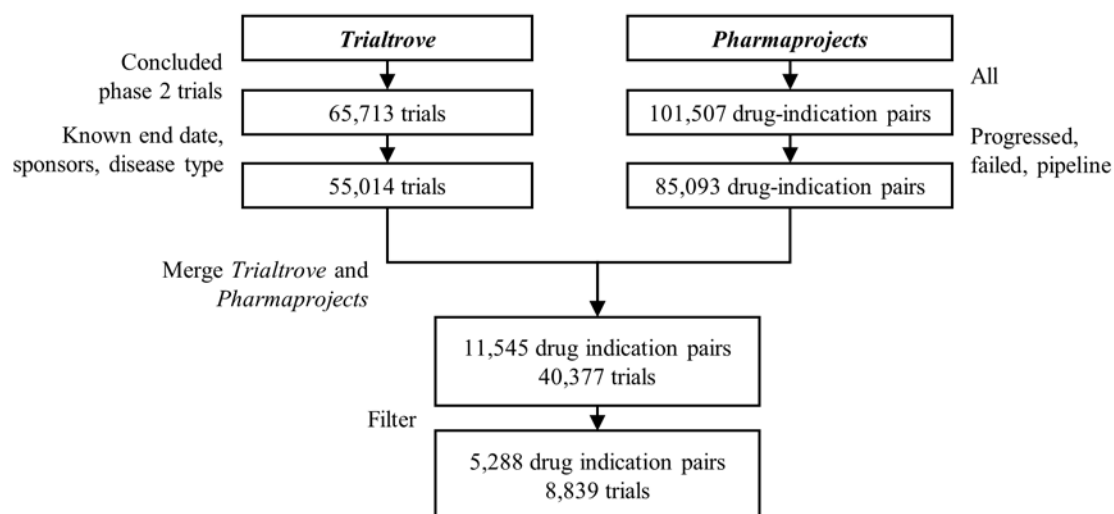 Trialtrove
Pharmaprojects
Concluded
phase 2 trials
All
65,713 trials
101,507 drug-indication pairs
Known end date,
sponsors, disease type
Progressed,
failed, pipeline
55,014 trials
85,093 drug-indication pairs
Merge Trialtrove and
Pharmaprojects
11,545 drug indication pairs
40,377 trials
Filter
5,288 drug indication pairs
8,839 trials